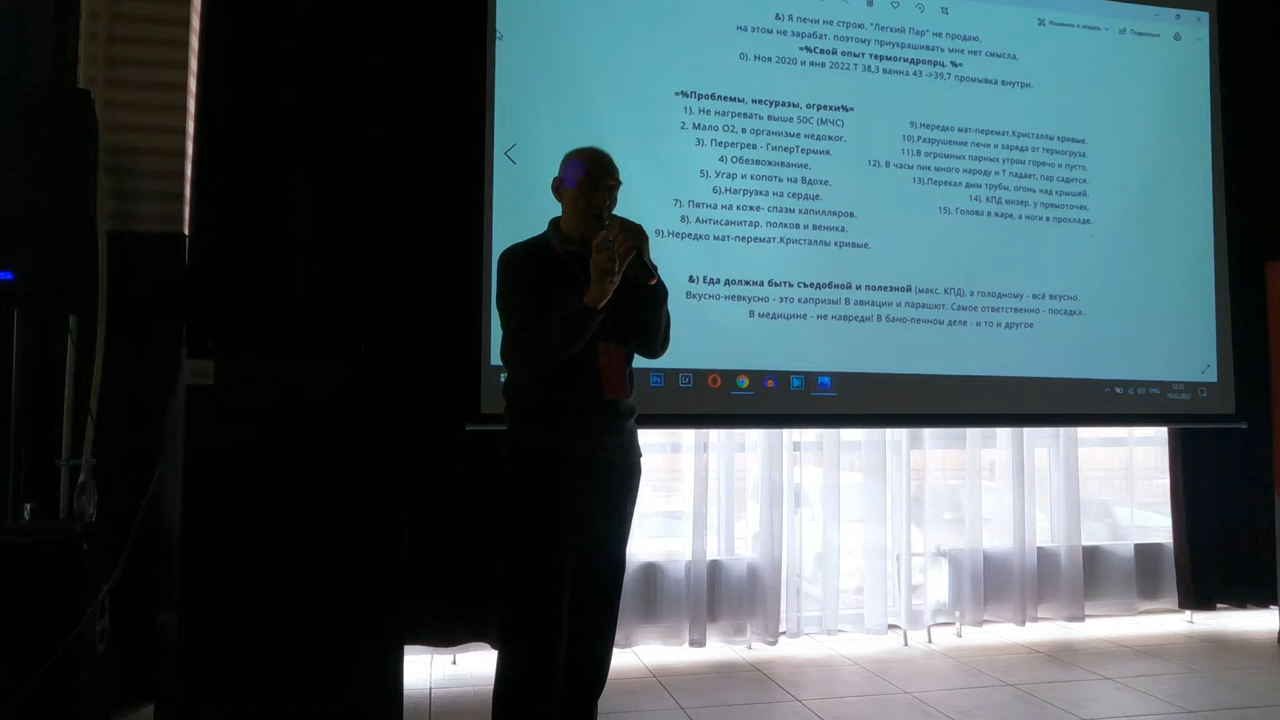 Изменить и создать
Поделиться
&) Я печи не строю, "Легкий Пар" не продаю,
на этом не зарабат. поэтому приукрашивать мне нет смысла.
=%Свой опыт термогидропрц. %=
0). Ноя 2020 и янв 2022 Т 38,3 ванна 43 ->39,7 промывка внутри.
=%Проблемы, несуразы, огрехи%=
1). Не нагревать выше 50С (МЧС)
2. Мало О2, в организме недожог.
3). Перегрев - ГиперТермия.
4) Обезвоживание.
5). Угар и копоть на Вдохе.
6).Нагрузка на сердце.
7). Пятна на коже- спазм капилляров.
8). Антисанитар. полков и веника.
9).Нередко мат-перемат.Кристаллы кривые.
9).Нередко мат-перемат.Кристаллы кривые.
10).Разрушение печи и заряда от термогруза.
11).В огромных парных утром горячо и пусто.
12). В часы пик много народу и Т падает, пар садится.
13).Перекал дым трубы, огонь над крышей.
14). КПД мизер. у прямоточек.
15). Голова в жаре, а ноги в прохладе.
&) Еда должна быть съедобной и полезной (макс. КПД), а голодному - всё вкусно.
Вкусно-невкусно - это капризы! В авиации и парашют. Самое ответственно - посадка.
В медицине - не навреди! В бано-печном деле - и то и другое
Ps
Lr
ENG